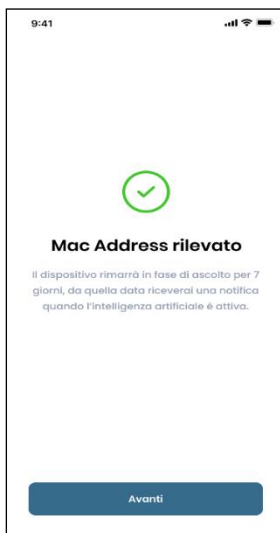 9:41
Mac Address rilevato
Il dispositivo rimarrà in fase di ascolto per 7
giorni, da quella data riceverai una notifica
quando l'intelligenza artificiale è attiva.
Avanti